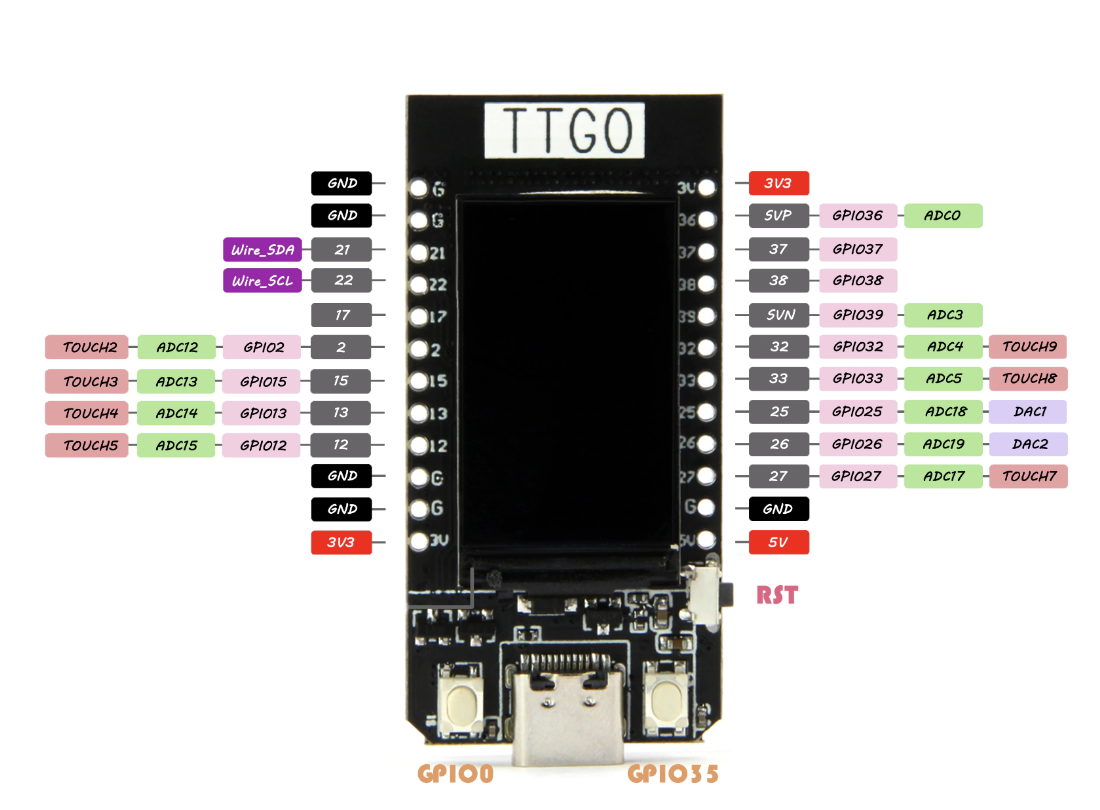 TTGO
GND G 3V 3V3
GND G 36 SVP GPIO36 ADC0
Wire_SDA 21 21 37 37 GPIO37
Wire_SCL 22 22 38 38 GPIO38
17 17 39 SVN GPIO39 ADC3
TOUCH2 ADC12 GPIO2 2 2 32 32 GPIO32 ADC4 TOUCH9
TOUCH3 ADC13 GPIO15 15 15 33 33 GPIO33 ADC5 TOUCH8
TOUCH4 ADC14 GPIO13 13 13 25 25 GPIO25 ADC18 DAC1
TOUCH5 ADC15 GPIO12 12 12 26 26 GPIO26 ADC19 DAC2
GND G 27 27 GPIO27 ADC17 TOUCH7
GND G G GND
3V3 3V 5V 5V
RST
GPIO0 GPIO35